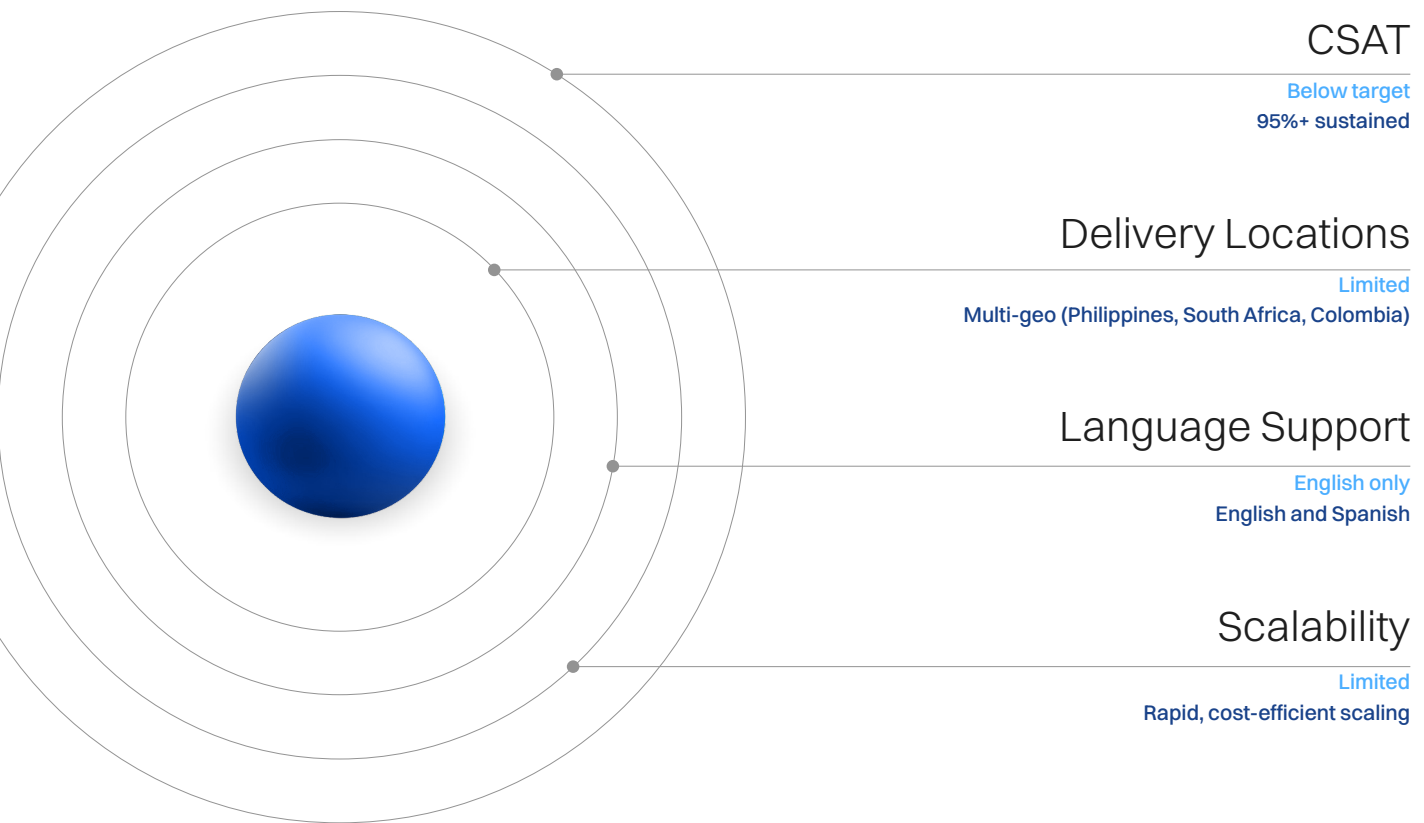 CSAT
Below target
95%+ sustained
Delivery Locations
Limited
Multi-geo (Philippines, South Africa, Colombia)
Language Support
English only
English and Spanish
Scalability
Limited
Rapid, cost-efficient scaling